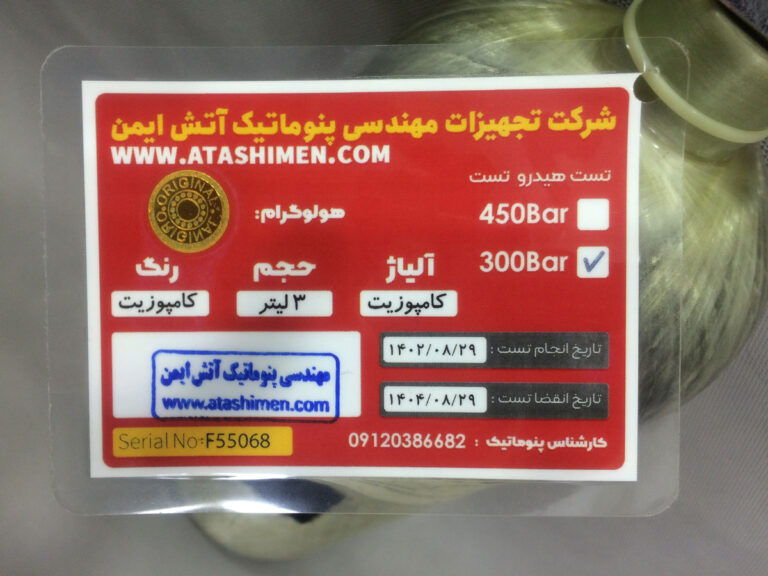 شرکت تجهیزات مهندسی پنوماتیک آتش ایمن
WWW.ATASHIMEN.COM
تست هیدرو تست
450Bar
ORIGINAL ORIGINAL
هولوگرام:
300Bar ✓
آلیاژ حجم رنگ
کامپوزیت ۳ لیتر کامپوزیت
تاریخ انجام تست : ۱۴۰۲/۰۸/۲۹
مهندسی پنوماتیک آتش ایمن
www.atashimen.com
تاریخ انقضا تست : ۱۴۰۴/۰۸/۲۹
Serial No:F55068
کارشناس پنوماتیک : 09120386682